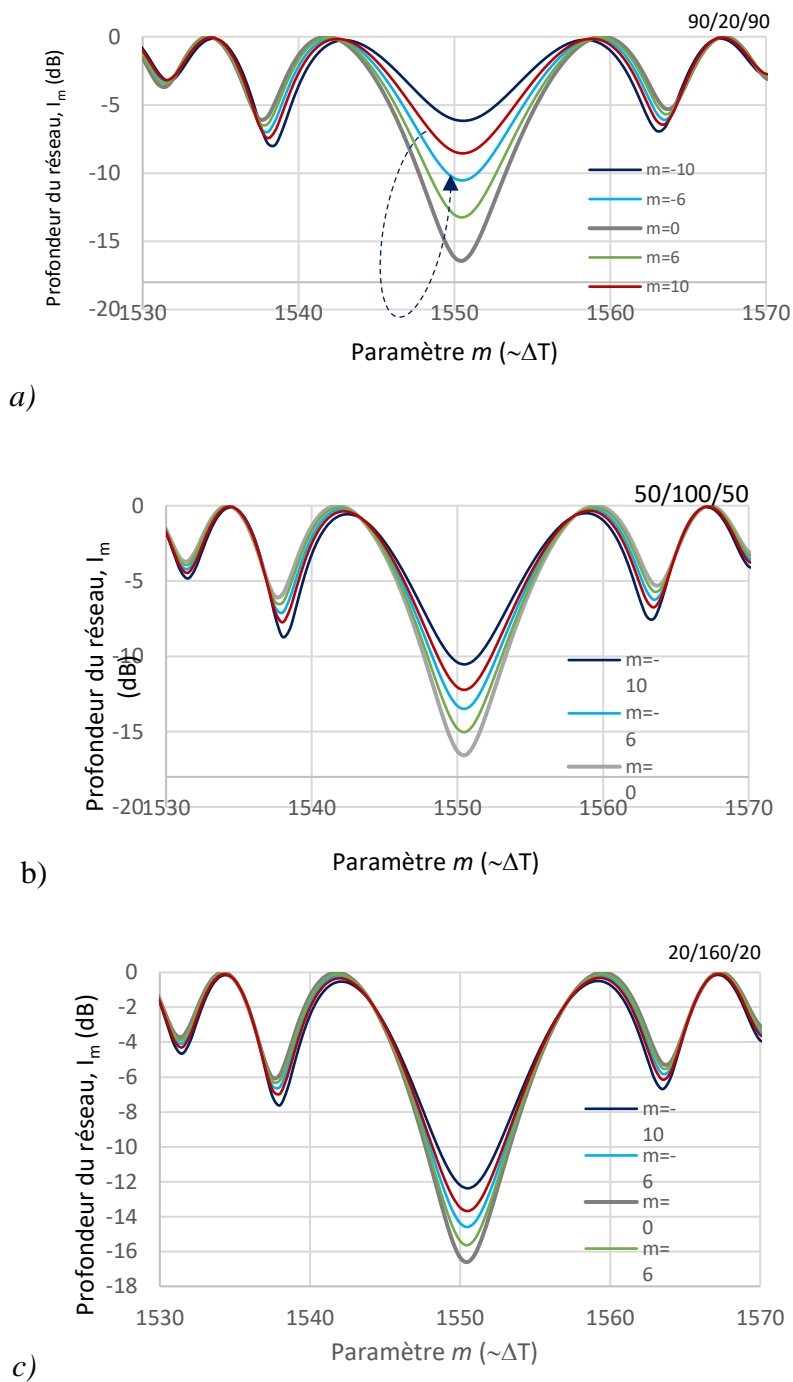 90/20/90
0
-5
-10
-15
-20
Profondeur du réseau, Im (dB)
m=-10
m=-6
m=0
m=6
m=10
1530 1540 1550 1560 1570
Paramètre m (~ΔT)
a)
50/100/50
0
-5
-10
-15
-20
Profondeur du réseau, Im
(dB)
m=-
10
m=-
6
m=
0
1530 1540 1550 1560 1570
Paramètre m (~ΔT)
b)
20/160/20
0
-2
-4
-6
-8
-10
-12
-14
-16
-18
Profondeur du réseau, Im (dB)
m=-
10
m=-
6
m=
0
m=
6
1530 1540 1550 1560 1570
Paramètre m (~ΔT)
c)